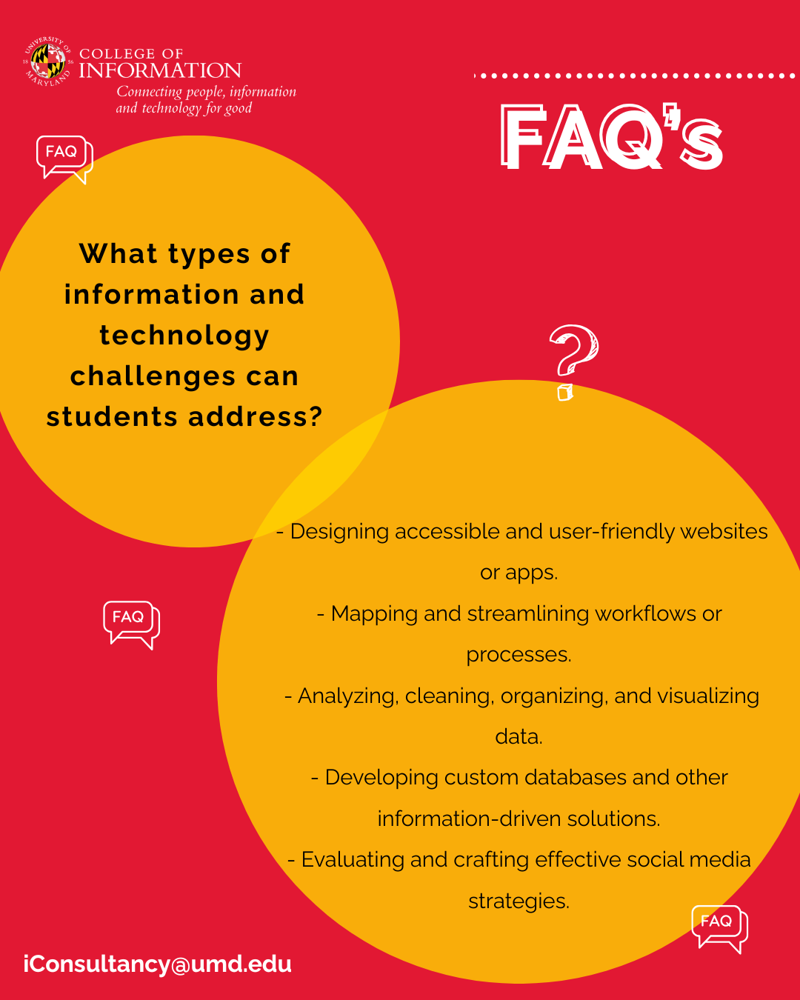 UNIVERSITY OF
18 56
MARYLAND
COLLEGE OF
INFORMATION
Connecting people, information
and technology for good
FAQ's
FAQ
What types of
information and
technology
challenges can
students address?
?
- Designing accessible and user-friendly websites
or apps.
- Mapping and streamlining workflows or
processes.
FAQ
- Analyzing, cleaning, organizing, and visualizing
data.
- Developing custom databases and other
information-driven solutions.
- Evaluating and crafting effective social media
strategies.
FAQ
iConsultancy@umd.edu